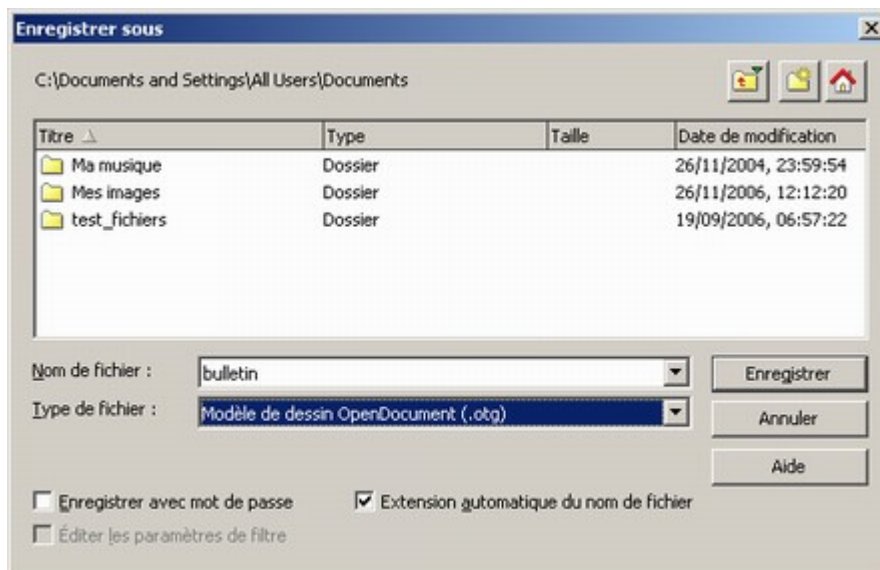 Enregistrer sous
C:\Documents and Settings\All Users\Documents
Titre Type Taille Date de modification
Ma musique Dossier 26/11/2004, 23:59:54
Mes images Dossier 26/11/2006, 12:12:20
test_fichiers Dossier 19/09/2006, 06:57:22
Nom de fichier : bulletin Enregistrer
Type de fichier : Modèle de dessin OpenDocument (.otg) Annuler
Aide
Enregistrer avec mot de passe Extension automatique du nom de fichier
Éditer les paramètres de filtre